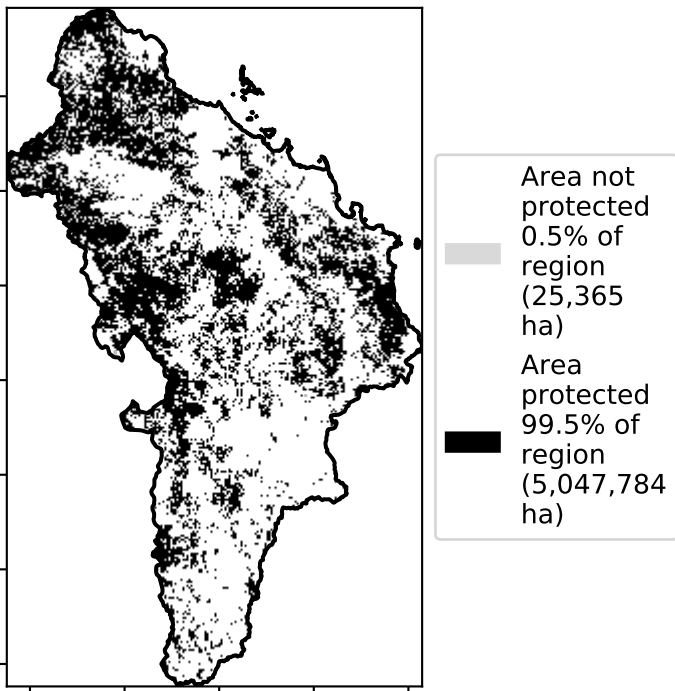 Area not
protected
0.5% of
region
(25,365
ha)
Area
protected
99.5% of
region
(5,047,784
ha)